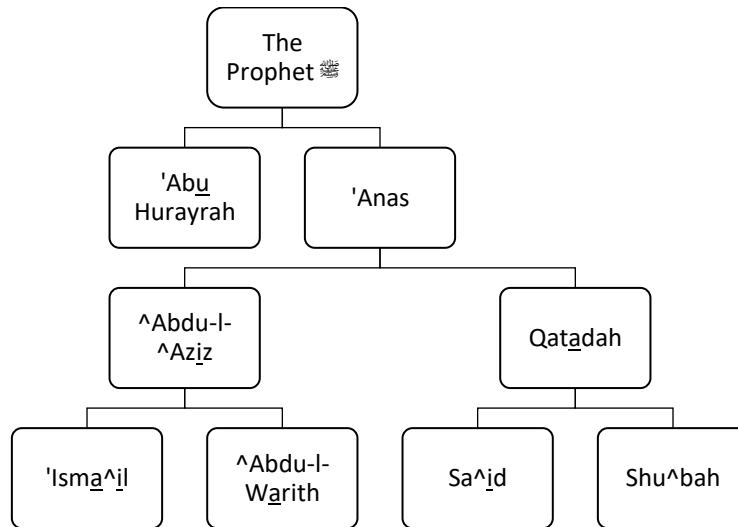 The
Prophet ﷺ
'Abu
Hurayrah
'Anas
^Abdu-l-
^Aziz
Qatadah
'Isma^il
^Abdu-l-
Warith
Sa^id
Shu^bah